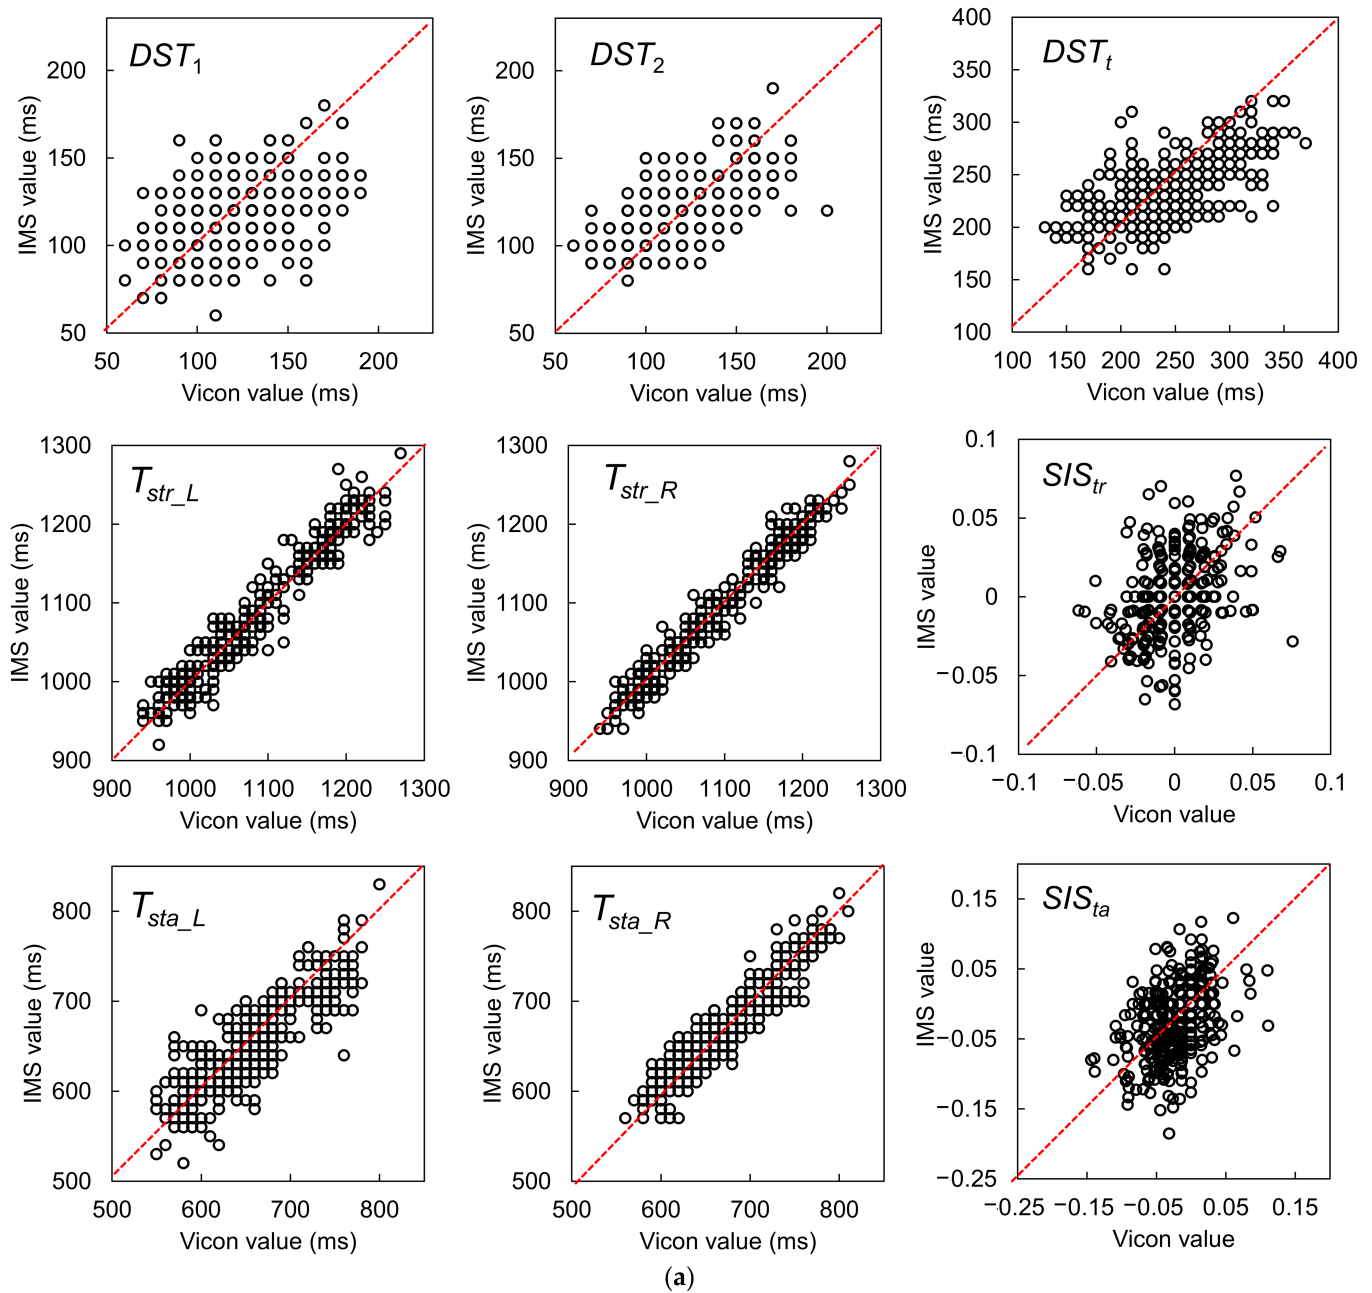 DST1
IMS value (ms)
200
150
100
50
50 100 150 200
Vicon value (ms)
DST2
IMS value (ms)
200
150
100
50
50 100 150 200
Vicon value (ms)
DSTt
IMS value (ms)
400
350
300
250
200
150
100
100 150 200 250 300 350 400
Vicon value (ms)
Tstr_L
IMS value (ms)
1300
1200
1100
1000
900
900 1000 1100 1200 1300
Vicon value (ms)
Tstr_R
IMS value (ms)
1300
1200
1100
1000
900
900 1000 1100 1200 1300
Vicon value (ms)
SIStr
IMS value
0.1
0.05
0
−0.05
−0.1
−0.1 −0.05 0 0.05 0.1
Vicon value
Tsta_L
IMS value (ms)
800
700
600
500
500 600 700 800
Vicon value (ms)
Tsta_R
IMS value (ms)
800
700
600
500
500 600 700 800
Vicon value (ms)
SISta
IMS value
0.15
0.05
−0.05
−0.15
−0.25
−0.25 −0.15 −0.05 0.05 0.15
Vicon value
(a)